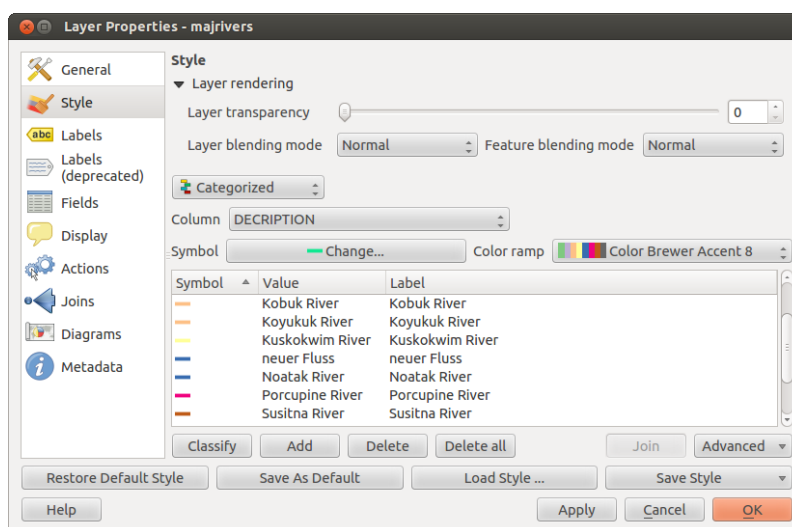 Layer Properties - majrivers
General
Style
abc Labels
Labels
(deprecated)
Fields
Display
Actions
Joins
Diagrams
i Metadata
Style
Layer rendering
Layer transparency 0
Layer blending mode Normal Feature blending mode Normal
Categorized
Column DECRIPTION
Symbol Change... Color ramp Color Brewer Accent 8
Symbol Value Label
Kobuk River Kobuk River
Koyukuk River Koyukuk River
Kuskokwim River Kuskokwim River
neuer Fluss neuer Fluss
Noatak River Noatak River
Porcupine River Porcupine River
Susitna River Susitna River
Classify Add Delete Delete all Join Advanced
Restore Default Style Save As Default Load Style ... Save Style
Help Apply Cancel OK